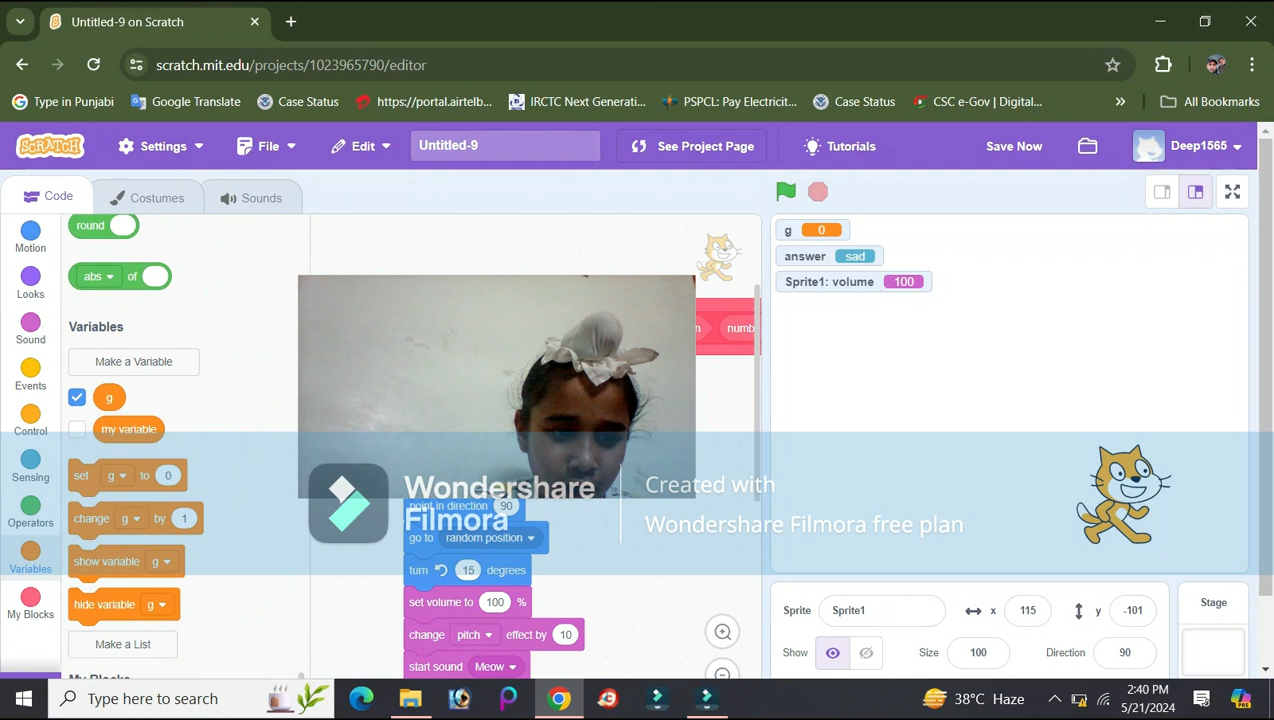 Untitled-9 on Scratch
scratch.mit.edu/projects/1023965790/editor
Type in Punjabi Google Translate Case Status https://portal.airtelb... IRCTC Next Generati... PSPCL: Pay Electricit... Case Status CSC e-Gov | Digital... » All Bookmarks
SCRATCH Settings File Edit Untitled-9 See Project Page Tutorials Save Now Deep1565
Code Costumes Sounds
Motion
Looks
Sound
Events
Control
Sensing
Operators
Variables
My Blocks
round
abs of
Variables
Make a Variable
g
my variable
set g to 0
change g by 1
show variable g
hide variable g
Make a List
numb
point in direction 90
go to random position
turn 15 degrees
set volume to 100 %
change pitch effect by 10
start sound Meow
g 0
answer sad
Sprite1: volume 100
Wondershare
Filmora
Created with
Wondershare Filmora free plan
Sprite Sprite1 x 115 y -101
Show Size 100 Direction 90
Stage
Type here to search
38°C Haze
2:40 PM
5/21/2024